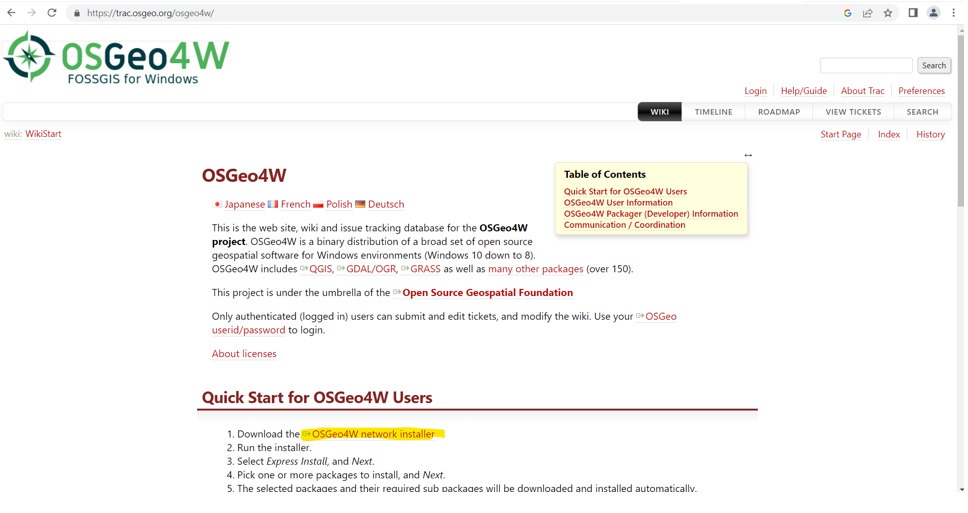 https://trac.osgeo.org/osgeo4w/
OSGeo4W
FOSSGIS for Windows
Search
Login
Help/Guide
About Trac
Preferences
WIKI
TIMELINE
ROADMAP
VIEW TICKETS
SEARCH
wiki: WikiStart
Start Page
Index
History
OSGeo4W
Table of Contents
Quick Start for OSGeo4W Users
OSGeo4W User Information
OSGeo4W Packager (Developer) Information
Communication / Coordination
Japanese French Polish Deutsch
This is the web site, wiki and issue tracking database for the OSGeo4W
project. OSGeo4W is a binary distribution of a broad set of open source
geospatial software for Windows environments (Windows 10 down to 8).
OSGeo4W includes QGIS, GDAL/OGR, GRASS as well as many other packages (over 150).
This project is under the umbrella of the Open Source Geospatial Foundation
Only authenticated (logged in) users can submit and edit tickets, and modify the wiki. Use your OSGeo
userid/password to login.
About licenses
Quick Start for OSGeo4W Users
1. Download the OSGeo4W network installer
2. Run the installer.
3. Select Express Install, and Next.
4. Pick one or more packages to install, and Next.
5. The selected packages and their required sub packages will be downloaded and installed automatically.